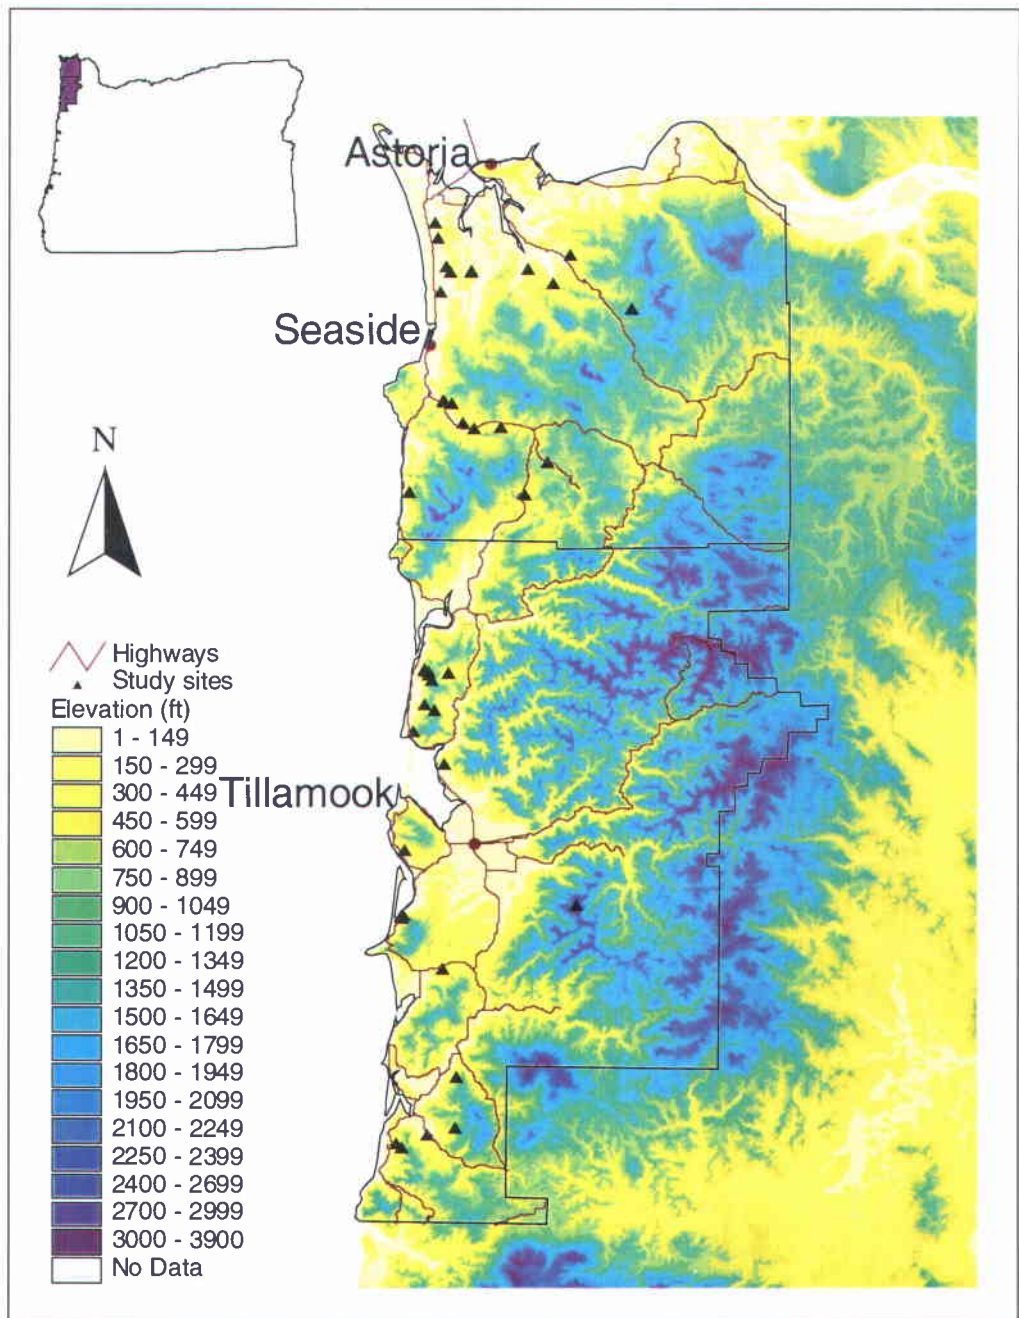 Astoria
Seaside
N
Highways
Study sites
Elevation (ft)
1 - 149
150 - 299
300 - 449
Tillamook
450 - 599
600 - 749
750 - 899
900 - 1049
1050 - 1199
1200 - 1349
1350 - 1499
1500 - 1649
1650 - 1799
1800 - 1949
1950 - 2099
2100 - 2249
2250 - 2399
2400 - 2699
2700 - 2999
3000 - 3900
No Data